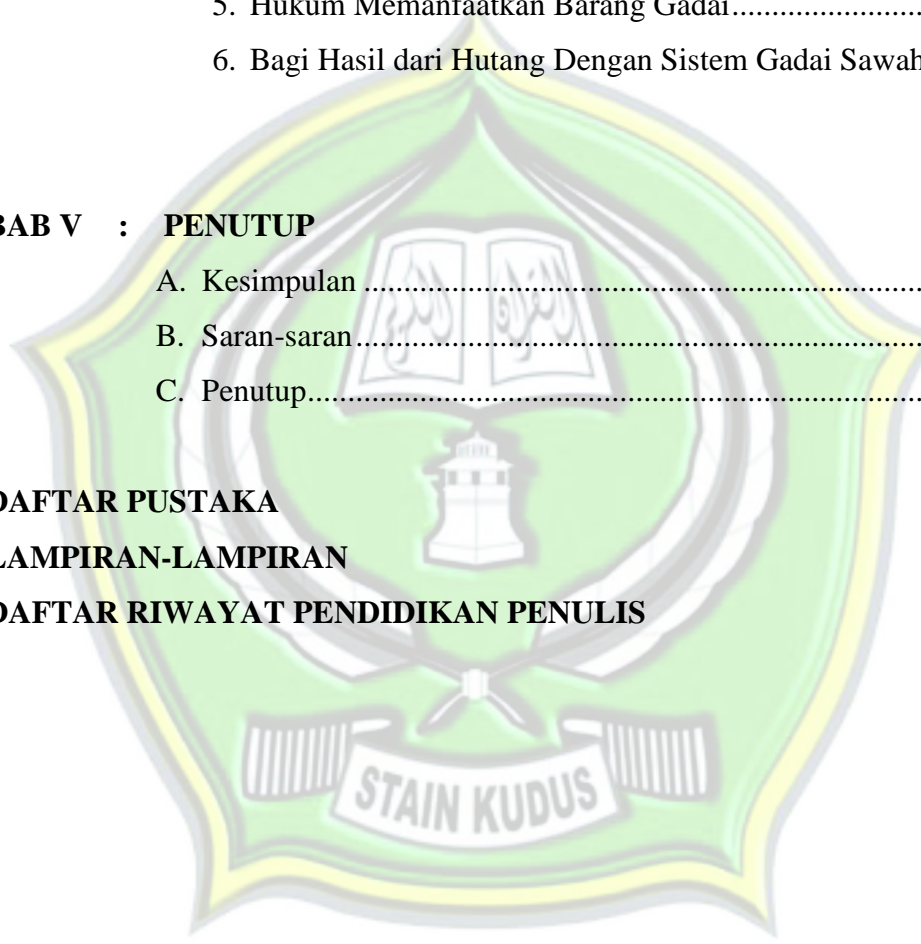 5. Hukum Memanfaatkan Barang Gadai........................
6. Bagi Hasil dari Hutang Dengan Sistem Gadai Sawah
BAB V : PENUTUP
A. Kesimpulan ......................................................................
B. Saran-saran......................................................................
C. Penutup............................................................................
DAFTAR PUSTAKA
LAMPIRAN-LAMPIRAN
DAFTAR RIWAYAT PENDIDIKAN PENULIS
STAIN KUDUS